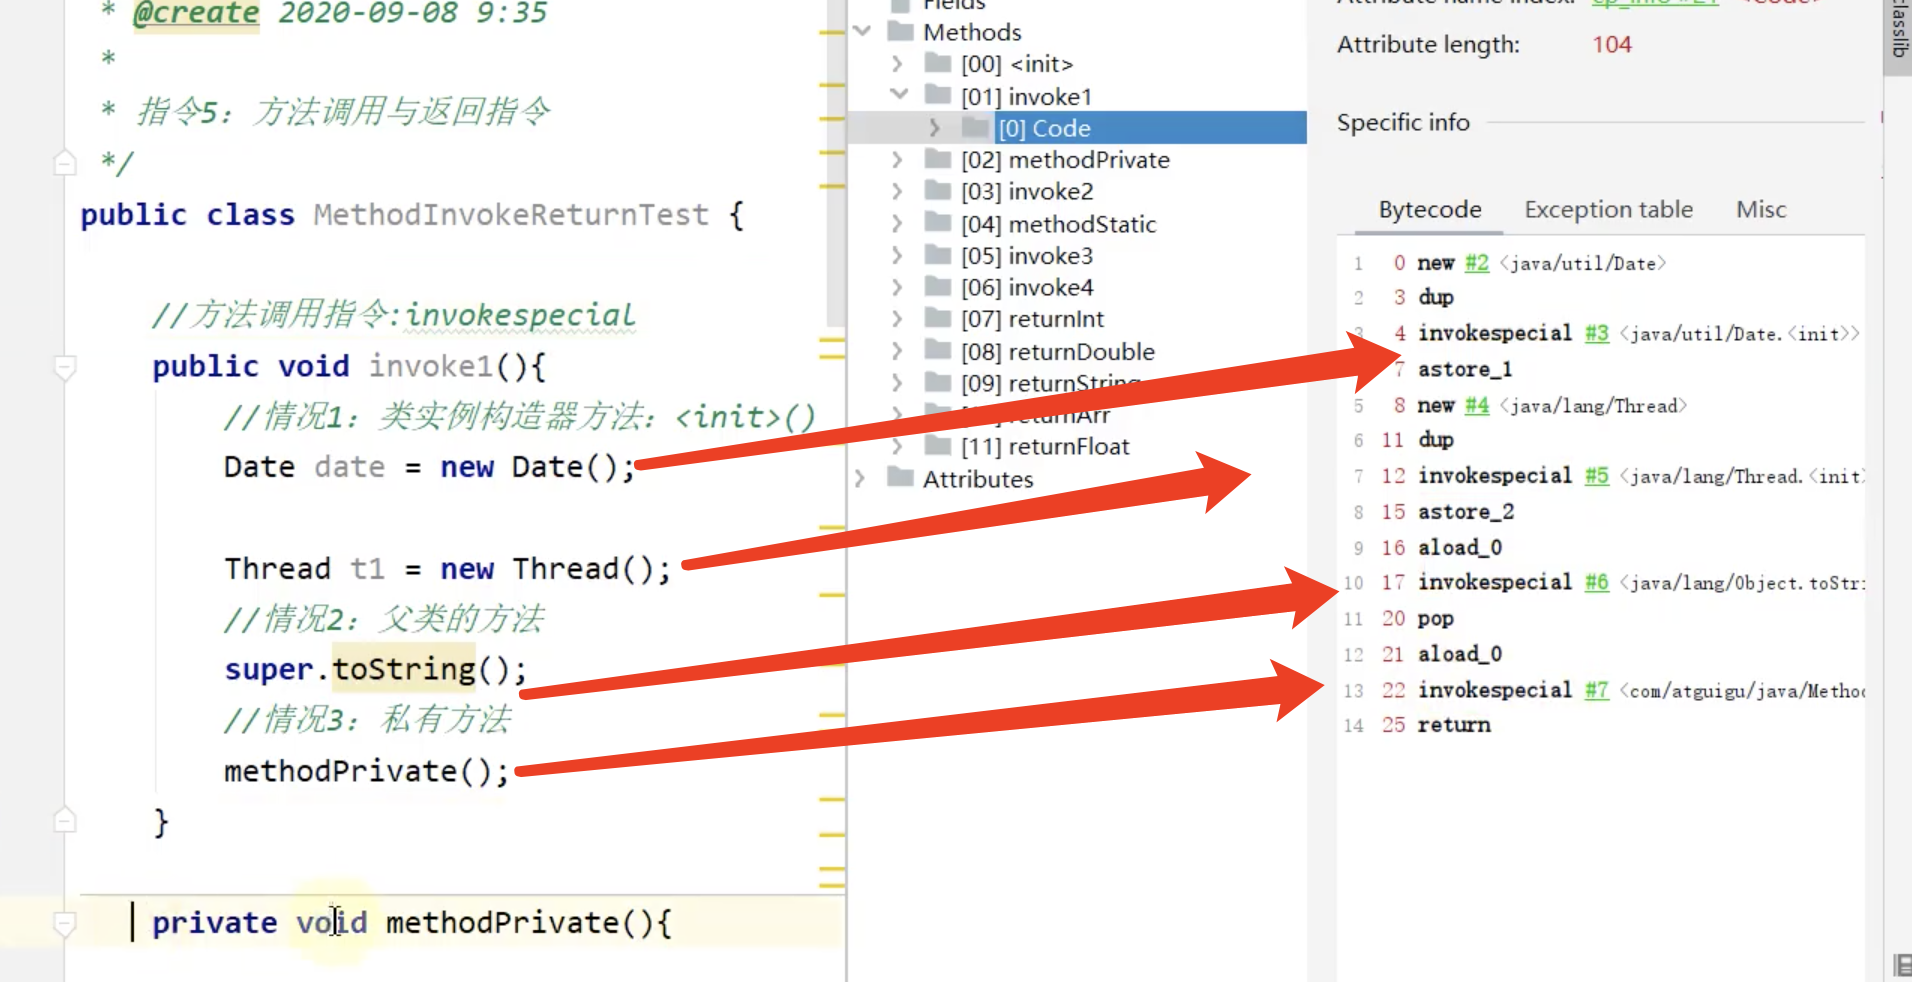 * @create 2020-09-08 9:35
*
* 指令5：方法调用与返回指令
*/
public class MethodInvokeReturnTest {
//方法调用指令:invokespecial
public void invoke1(){
//情况1：类实例构造器方法：<init>()
Date date = new Date();
Thread t1 = new Thread();
//情况2：父类的方法
super.toString();
//情况3：私有方法
methodPrivate();
}
private void methodPrivate(){
Fields
Methods
[00] <init>
[01] invoke1
[0] Code
[02] methodPrivate
[03] invoke2
[04] methodStatic
[05] invoke3
[06] invoke4
[07] returnInt
[08] returnDouble
[09] returnString
returnArr
[11] returnFloat
Attributes
Attribute name index: cp_info #21 <Code>
Attribute length: 104
Specific info
Bytecode Exception table Misc
1 0 new #2 <java/util/Date>
2 3 dup
3 4 invokespecial #3 <java/util/Date.<init>>
7 astore_1
5 8 new #4 <java/lang/Thread>
6 11 dup
7 12 invokespecial #5 <java/lang/Thread.<init>
8 15 astore_2
9 16 aload_0
10 17 invokespecial #6 <java/lang/Object.toStri
11 20 pop
12 21 aload_0
13 22 invokespecial #7 <com/atguigu/java/Metho
14 25 return
classlib